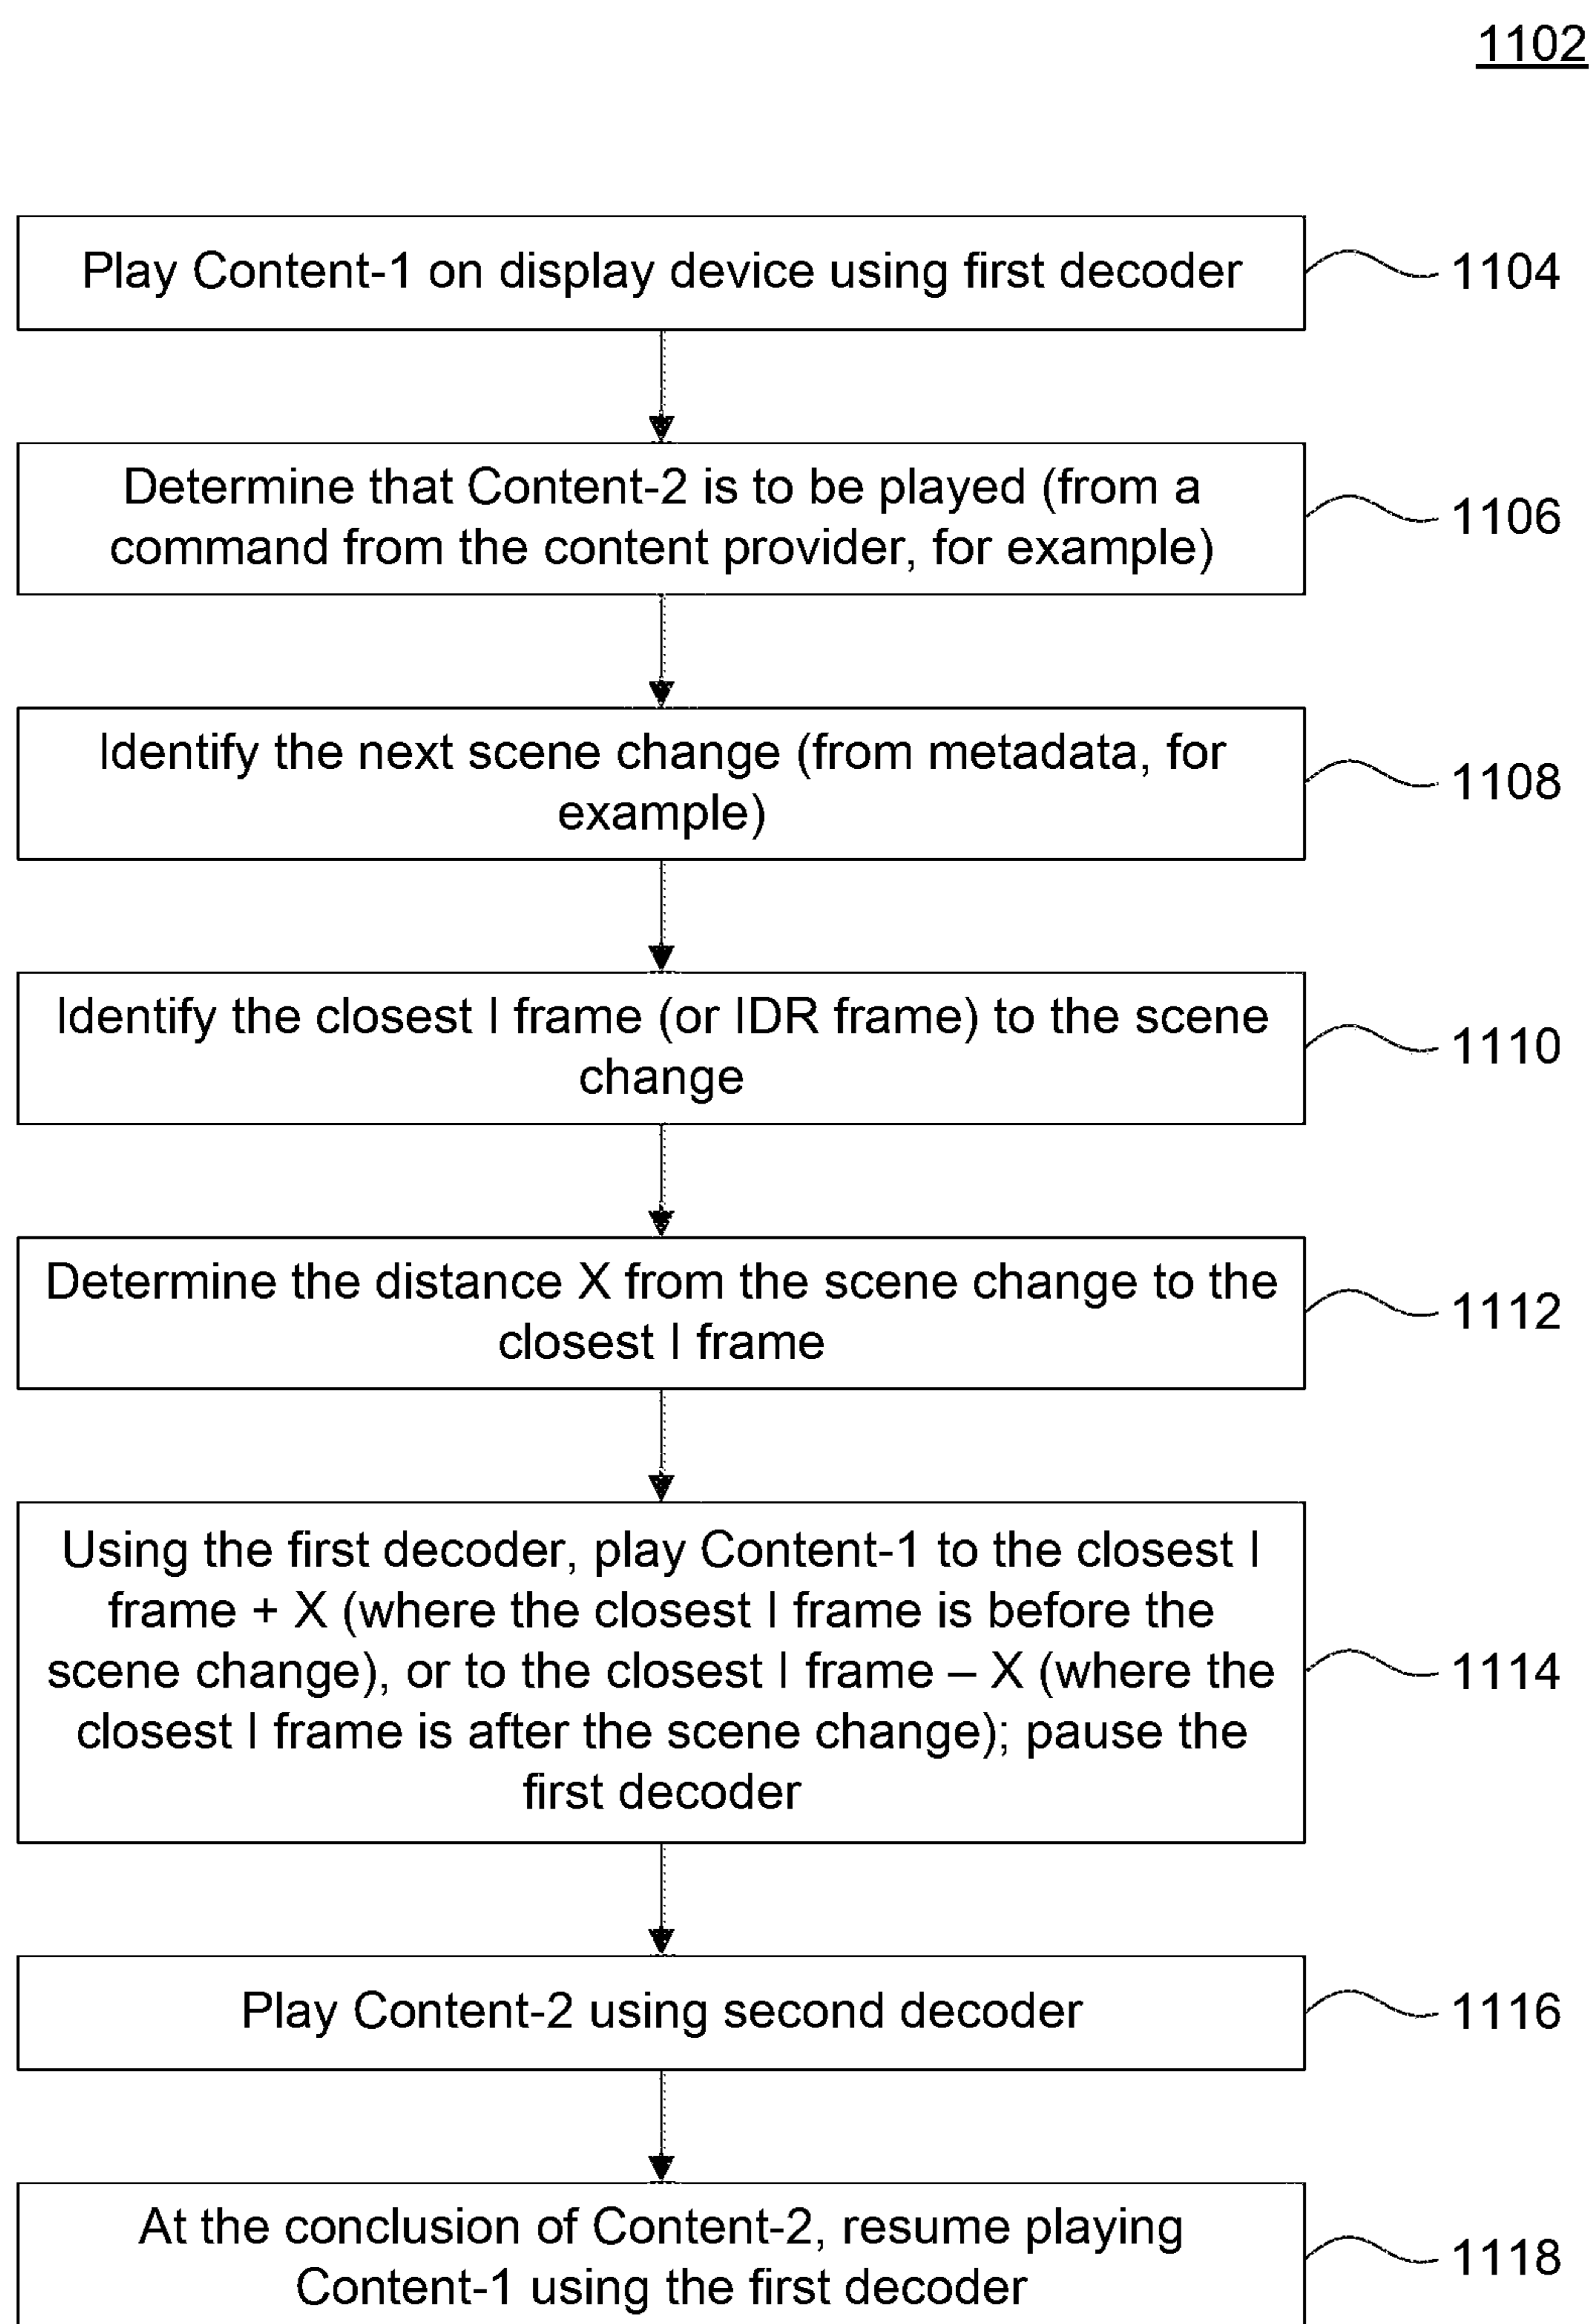 1102
Play Content-1 on display device using first decoder
1104
Determine that Content-2 is to be played (from a
command from the content provider, for example)
1106
Identify the next scene change (from metadata, for
example)
1108
Identify the closest I frame (or IDR frame) to the scene
change
1110
Determine the distance X from the scene change to the
closest I frame
1112
Using the first decoder, play Content-1 to the closest I
frame + X (where the closest I frame is before the
scene change), or to the closest I frame – X (where the
closest I frame is after the scene change); pause the
first decoder
1114
Play Content-2 using second decoder
1116
At the conclusion of Content-2, resume playing
Content-1 using the first decoder
1118